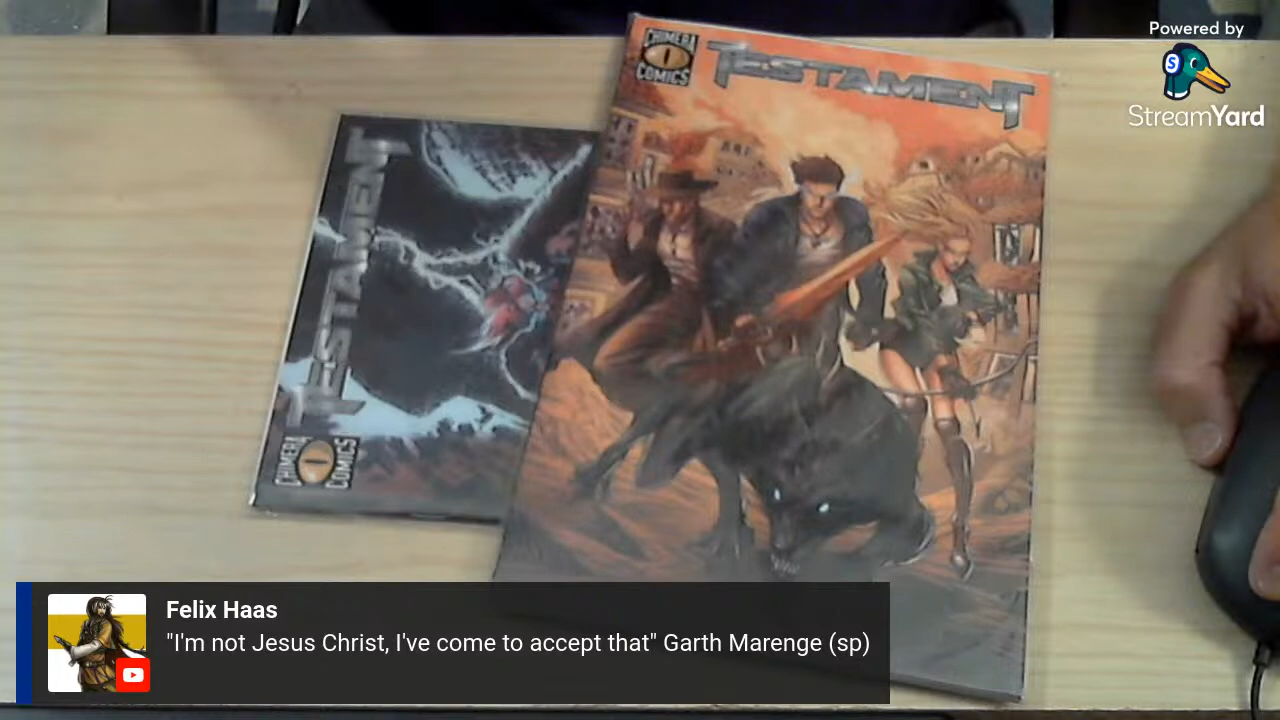 Powered by
StreamYard
CHIMERA
COMICS
TESTAMENT
TESTAMENT
CHIMERA
COMICS
Felix Haas
"I'm not Jesus Christ, I've come to accept that" Garth Marenge (sp)